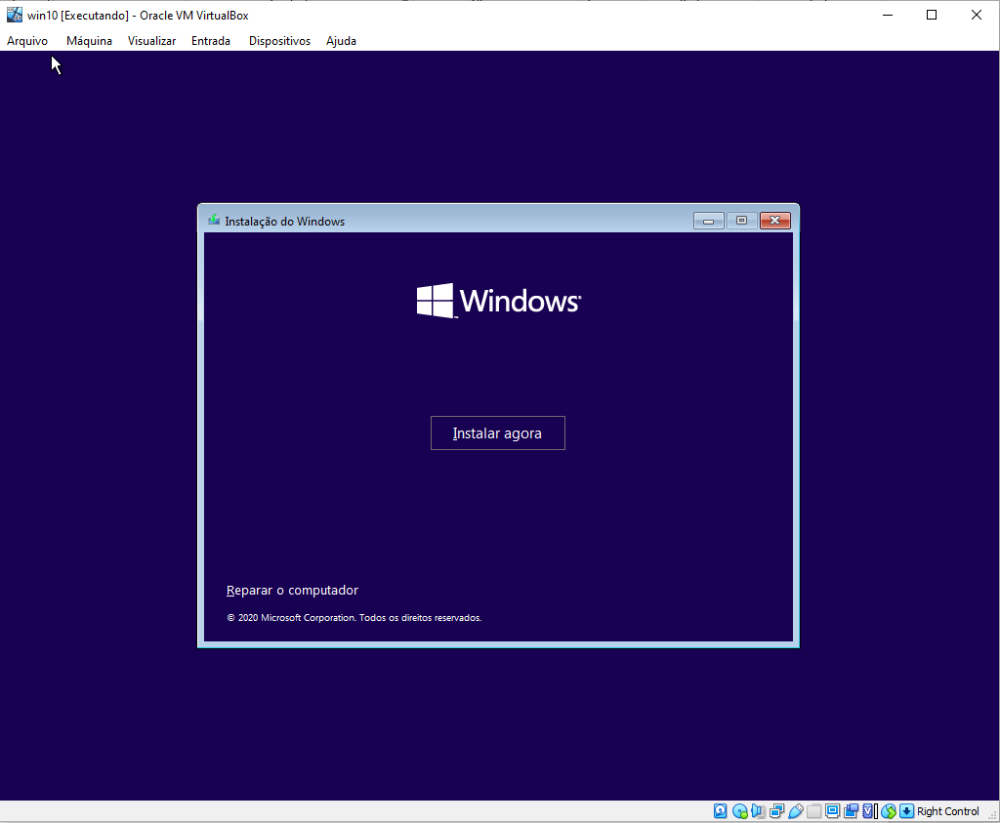 win10 [Executando] - Oracle VM VirtualBox
Arquivo Máquina Visualizar Entrada Dispositivos Ajuda
Instalação do Windows
Windows
Instalar agora
Reparar o computador
© 2020 Microsoft Corporation. Todos os direitos reservados.
Right Control